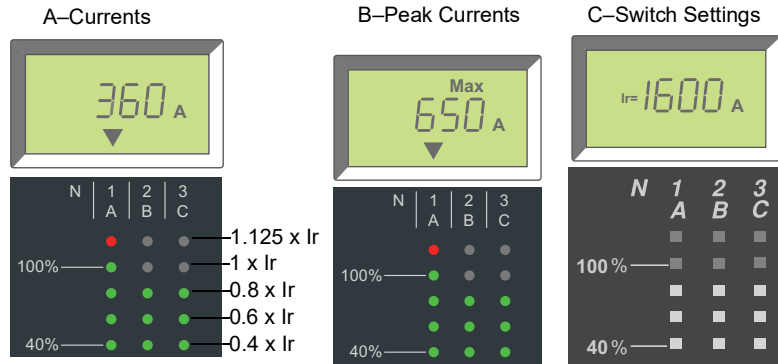 A–Currents
360 A
N 1 2 3
A B C
1.125 x Ir
100% 1 x Ir
0.8 x Ir
0.6 x Ir
40% 0.4 x Ir
B–Peak Currents
Max
650 A
N 1 2 3
A B C
100%
40%
C–Switch Settings
Ir= 1600 A
N 1 2 3
A B C
100 %
40 %